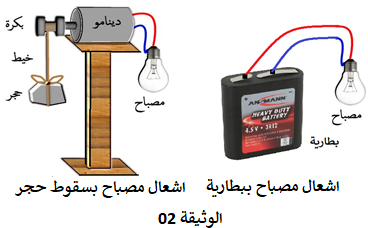 دينامو
بكرة
خيط
حجر
مصباح
ANSMANN
HEAVY DUTY
BATTERY
4.5V • 3R12
مصباح
بطارية
اشعال مصباح ببطارية
اشعال مصباح بسقوط حجر
الوثيقة 02